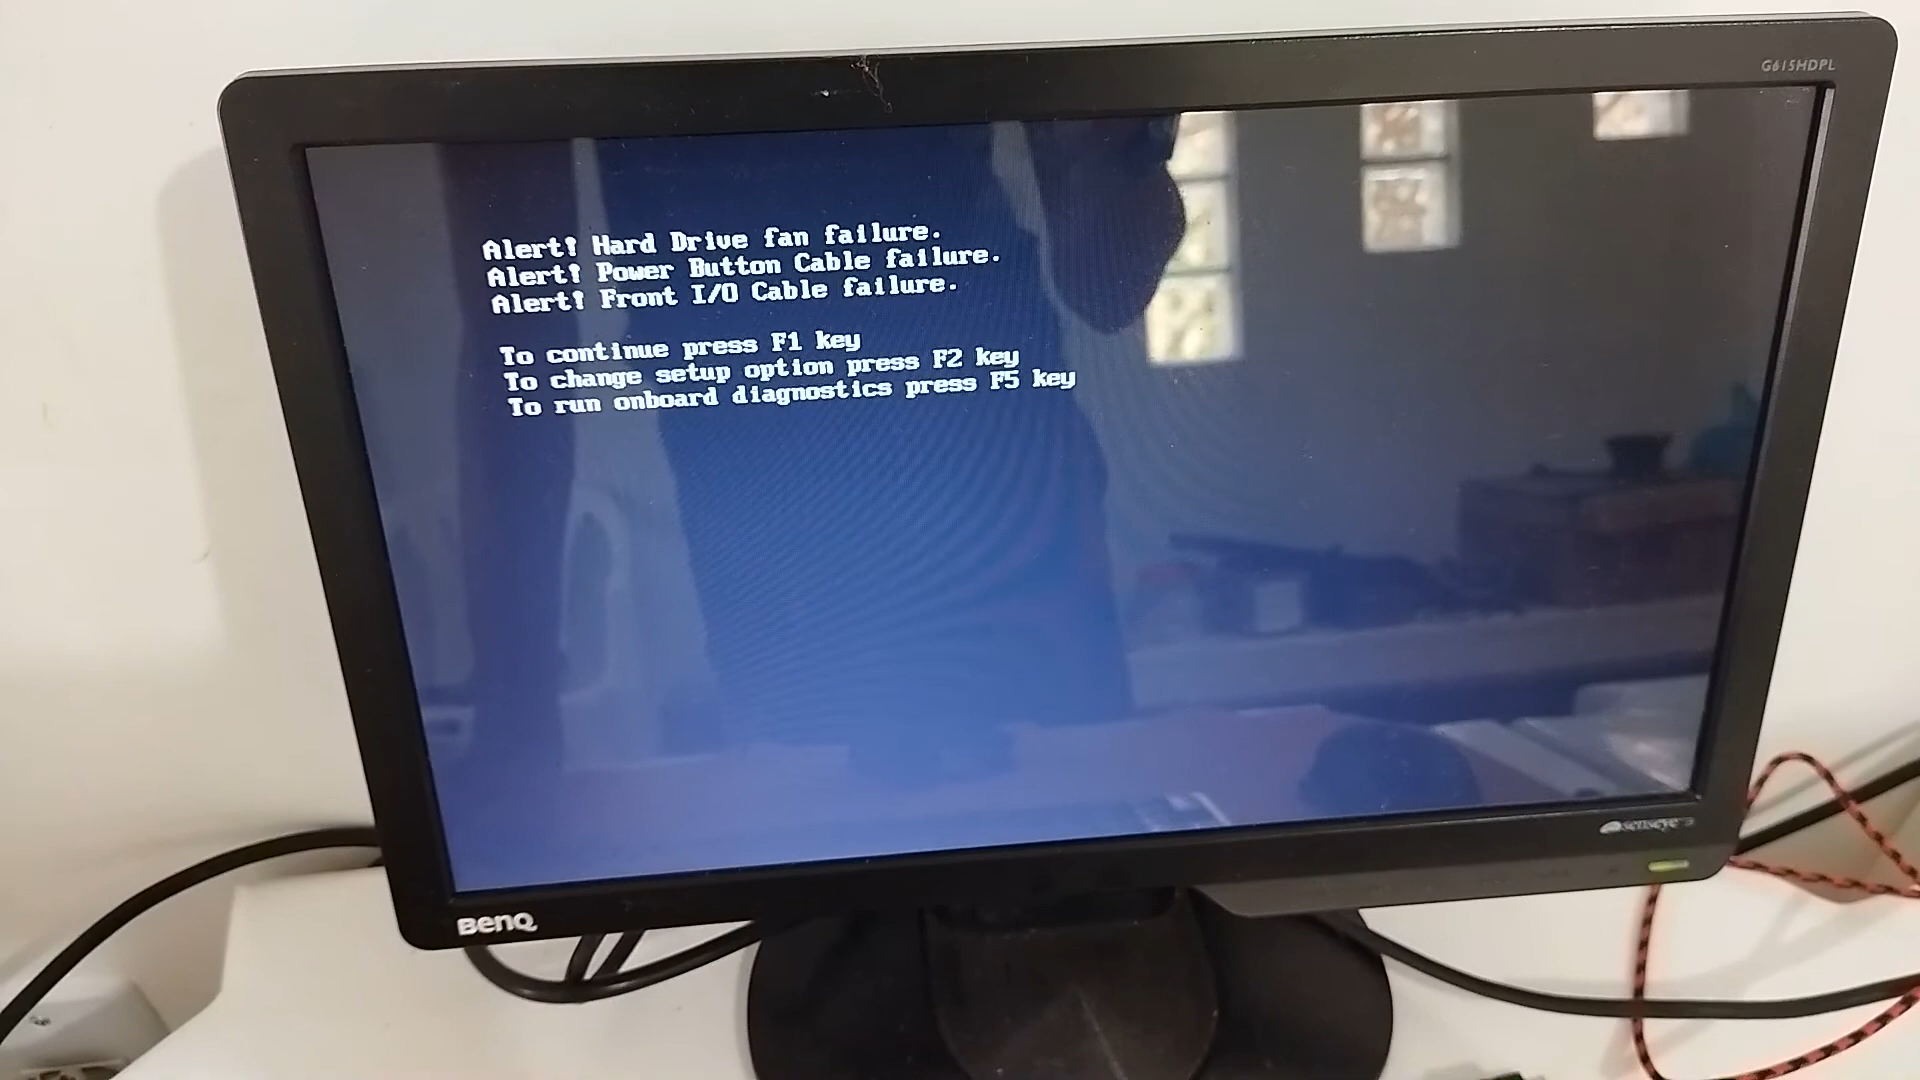 G615HDPL
Alert! Hard Drive fan failure.
Alert! Power Button Cable failure.
Alert! Front I/O Cable failure.
To continue press F1 key
To change setup option press F2 key
To run onboard diagnostics press F5 key
senseye
BenQ